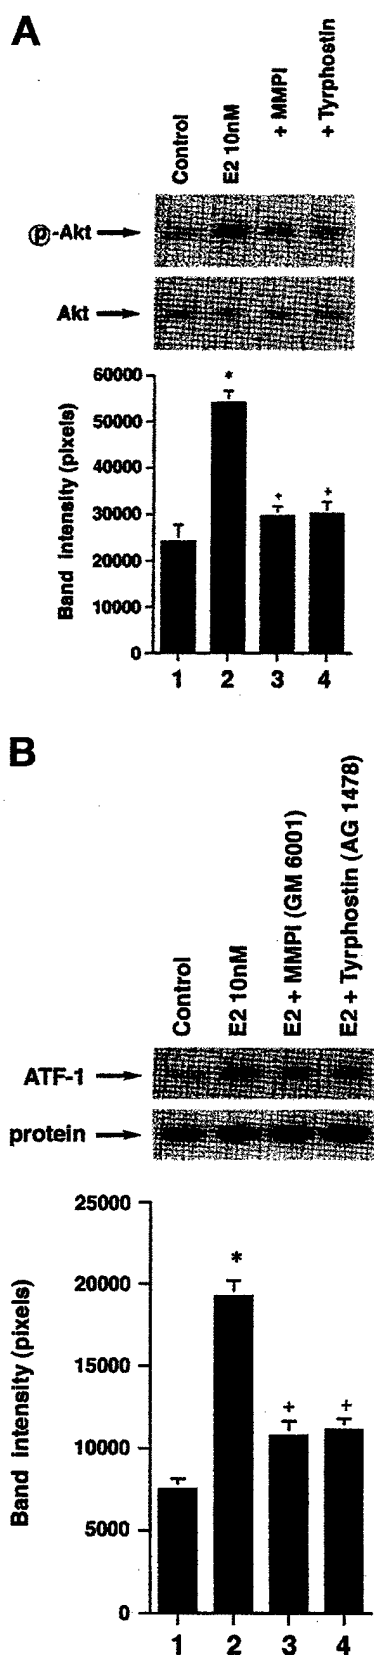 A
Control
E2 10nM
+ MMPI
+ Tyrphostin
ⓟ-Akt
Akt
Band intensity (pixels)
60000
*
50000
40000
30000
+
+
20000
10000
0
1 2 3 4
B
Control
E2 10nM
E2 + MMPI (GM 6001)
E2 + Tyrphostin (AG 1478)
ATF-1
protein
Band intensity (pixels)
25000
*
20000
15000
+
+
10000
5000
0
1 2 3 4